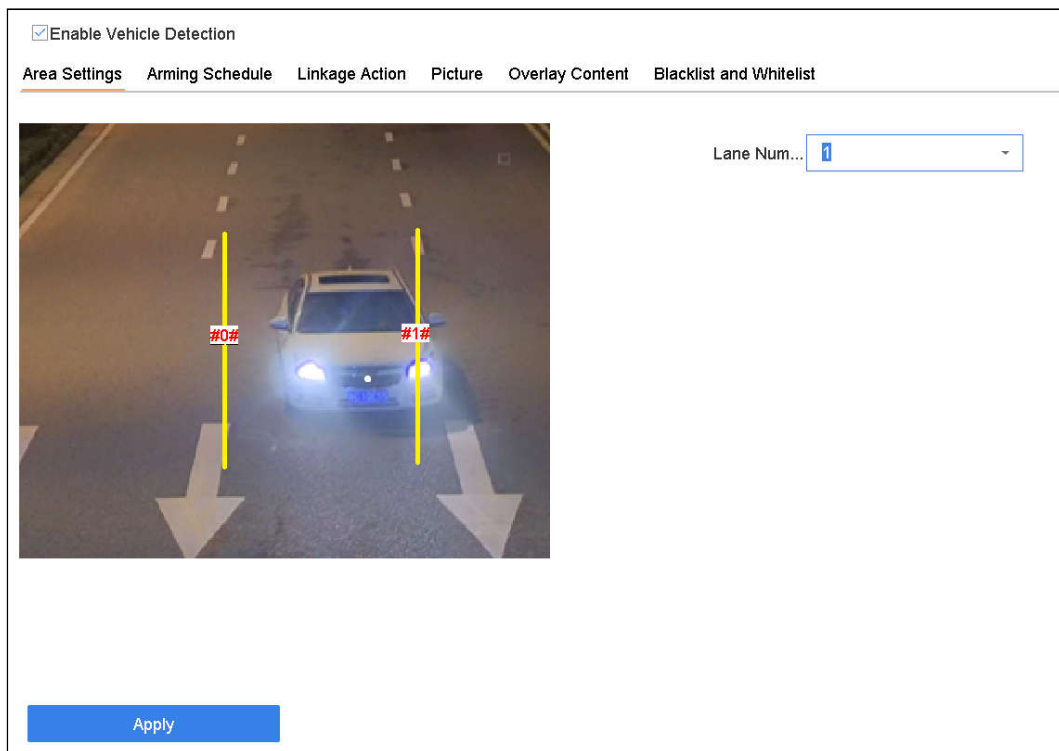 Enable Vehicle Detection
Area Settings Arming Schedule Linkage Action Picture Overlay Content Blacklist and Whitelist
Lane Num... 1
#0# #1#
Apply